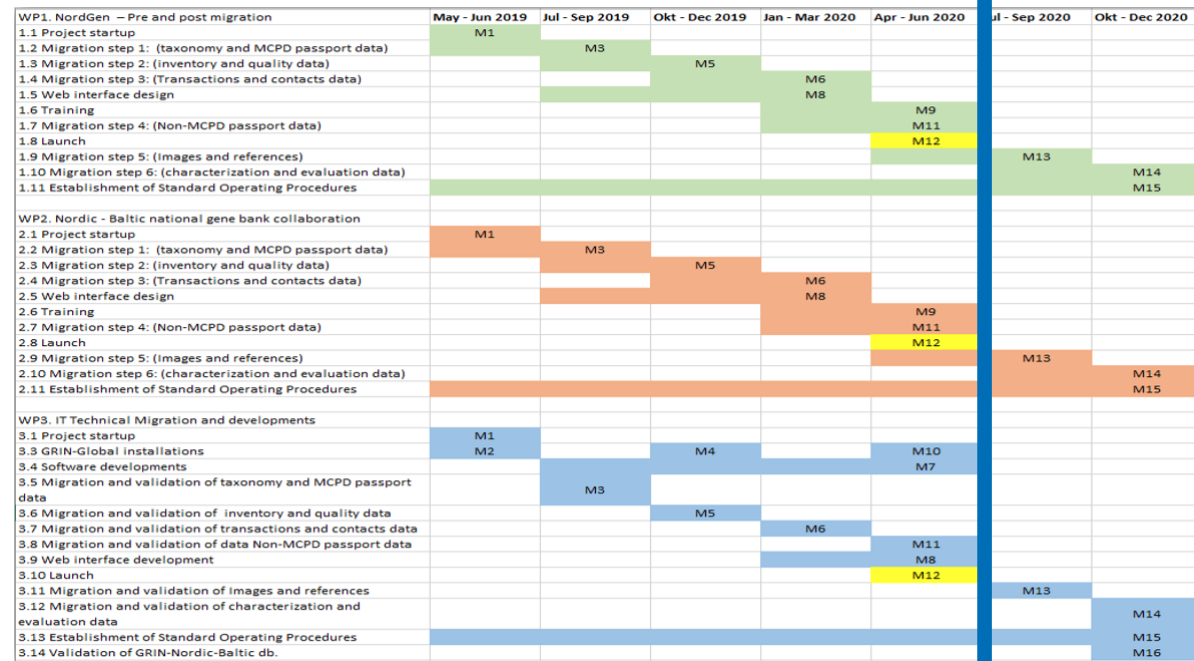 WP1. NordGen – Pre and post migration May - Jun 2019 Jul - Sep 2019 Okt - Dec 2019 Jan - Mar 2020 Apr - Jun 2020 ul - Sep 2020 Okt - Dec 2020
1.1 Project startup M1
1.2 Migration step 1: (taxonomy and MCPD passport data) M3
1.3 Migration step 2: (inventory and quality data) M5
1.4 Migration step 3: (Transactions and contacts data) M6
1.5 Web interface design M8
1.6 Training M9
1.7 Migration step 4: (Non-MCPD passport data) M11
1.8 Launch M12
1.9 Migration step 5: (Images and references) M13
1.10 Migration step 6: (characterization and evaluation data) M14
1.11 Establishment of Standard Operating Procedures M15
WP2. Nordic - Baltic national gene bank collaboration
2.1 Project startup M1
2.2 Migration step 1: (taxonomy and MCPD passport data) M3
2.3 Migration step 2: (inventory and quality data) M5
2.4 Migration step 3: (Transactions and contacts data) M6
2.5 Web interface design M8
2.6 Training M9
2.7 Migration step 4: (Non-MCPD passport data) M11
2.8 Launch M12
2.9 Migration step 5: (Images and references) M13
2.10 Migration step 6: (characterization and evaluation data) M14
2.11 Establishment of Standard Operating Procedures M15
WP3. IT Technical Migration and developments
3.1 Project startup M1
3.3 GRIN-Global installations M2 M4 M10
3.4 Software developments M7
3.5 Migration and validation of taxonomy and MCPD passport
data M3
3.6 Migration and validation of inventory and quality data M5
3.7 Migration and validation of transactions and contacts data M6
3.8 Migration and validation of data Non-MCPD passport data M11
3.9 Web interface development M8
3.10 Launch M12
3.11 Migration and validation of Images and references M13
3.12 Migration and validation of characterization and
evaluation data M14
3.13 Establishment of Standard Operating Procedures M15
3.14 Validation of GRIN-Nordic-Baltic db. M16